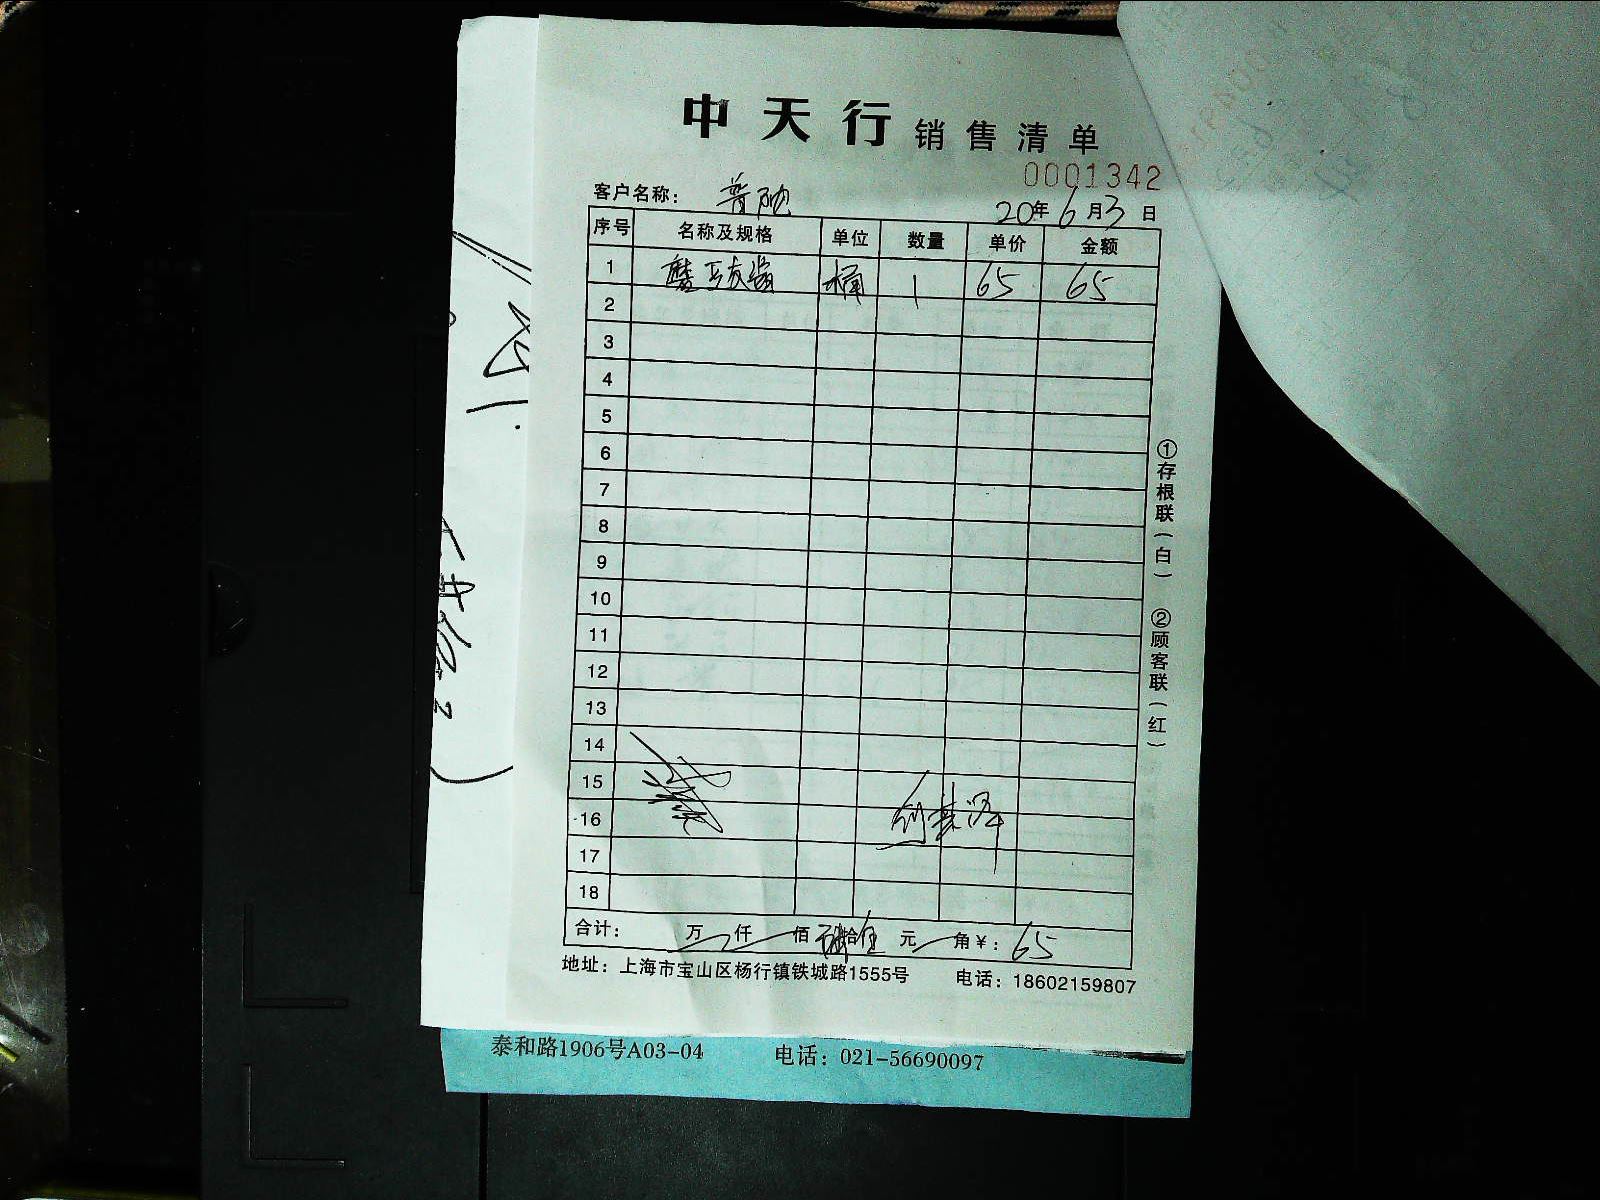 中天行 销售清单
0001342
客户名称：
20年6月3日
序号 名称及规格 单位 数量 单价 金额
1 桶 1 65 65
2
3
4
5
6
7
8
9
10
11
12
13
14
15
16
17
18
合计： 万 仟 佰 陆拾伍元 角￥：65
地址：上海市宝山区杨行镇铁城路1555号 电话：18602159807
①存根联（白） ②顾客联（红）
泰和路1906号A03-04 电话：021-56690097